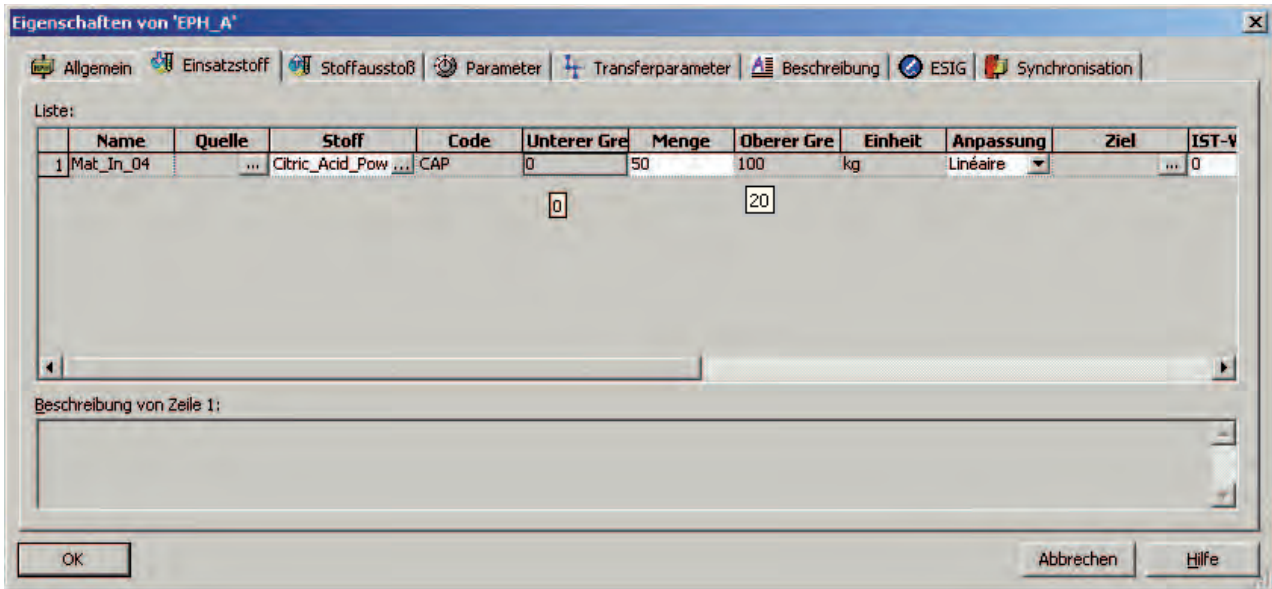 Eigenschaften von 'EPH_A'
Allgemein Einsatzstoff Stoffausstoß Parameter Transferparameter Beschreibung ESIG Synchronisation
Liste:
Name Quelle Stoff Code Unterer Gre Menge Oberer Gre Einheit Anpassung Ziel IST-V
1 Mat_In_04 ... Citric_Acid_Pow ... CAP 0 50 100 kg Linéaire ... 0
0 20
Beschreibung von Zeile 1:
OK Abbrechen Hilfe